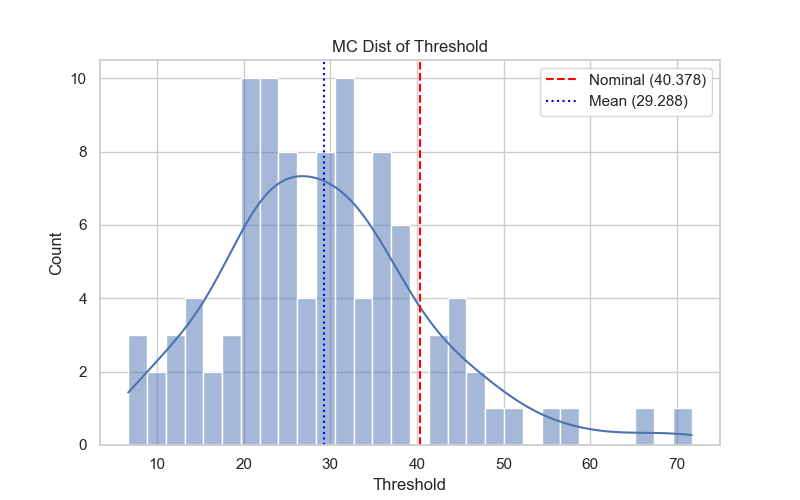 MC Dist of Threshold
Nominal (40.378)
Mean (29.288)
Count
10
8
6
4
2
0
10 20 30 40 50 60 70
Threshold